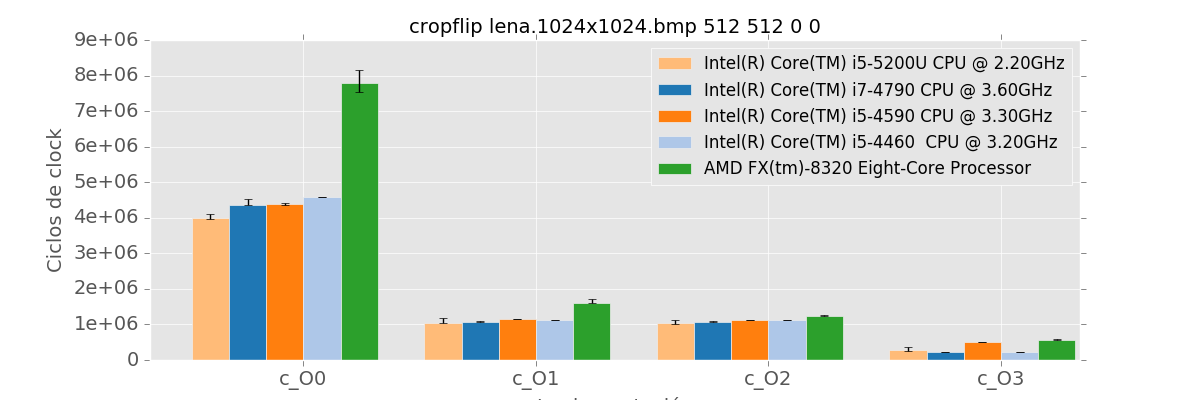 cropflip lena.1024x1024.bmp 512 512 0 0
9e+06
8e+06
7e+06
6e+06
5e+06
4e+06
3e+06
2e+06
1e+06
0
Ciclos de clock
Intel(R) Core(TM) i5-5200U CPU @ 2.20GHz
Intel(R) Core(TM) i7-4790 CPU @ 3.60GHz
Intel(R) Core(TM) i5-4590 CPU @ 3.30GHz
Intel(R) Core(TM) i5-4460  CPU @ 3.20GHz
AMD FX(tm)-8320 Eight-Core Processor
c_O0
c_O1
c_O2
c_O3